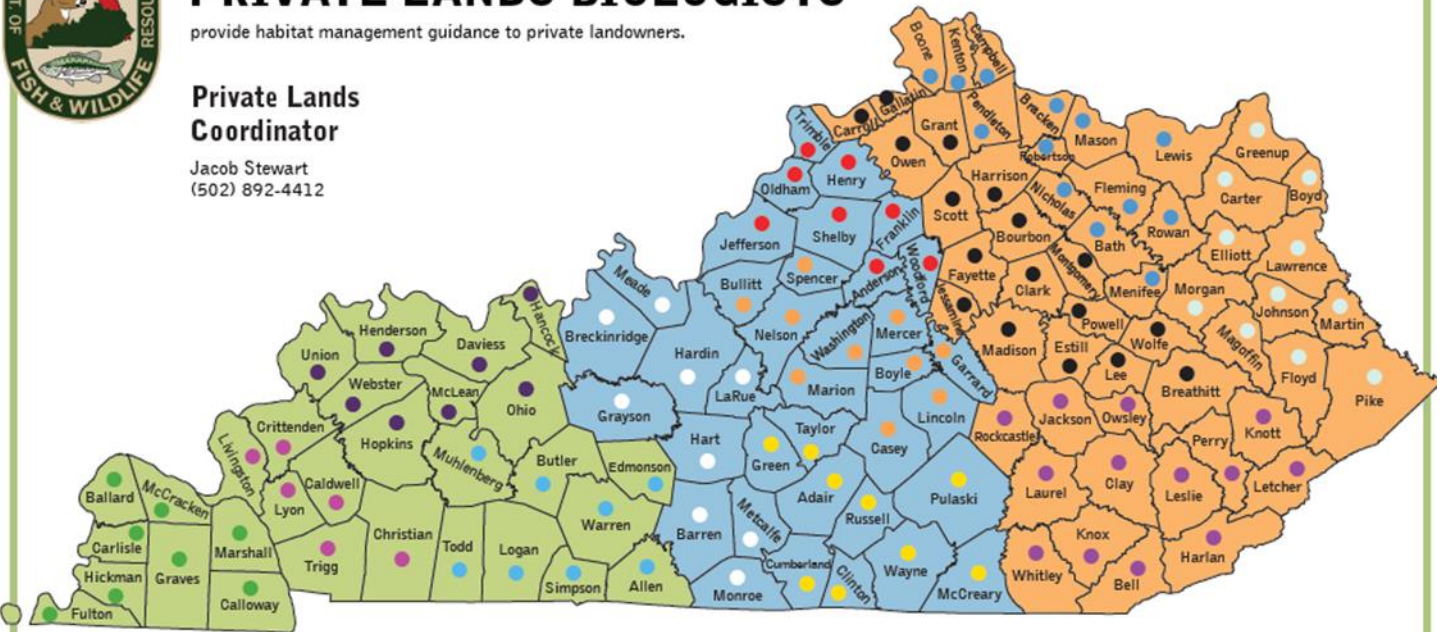 PRIVATE LANDS BIOLOGISTS
provide habitat management guidance to private landowners.
FISH & WILDLIFE
Private Lands
Coordinator
Jacob Stewart
(502) 892-4412
Boone
Kenton
Campbell
Gallatin
Carroll
Trimble
Grant
Pendleton
Bracken
Mason
Robertson
Lewis
Greenup
Owen
Oldham
Henry
Harrison
Nicholas
Fleming
Carter
Boyd
Scott
Franklin
Jefferson
Shelby
Bourbon
Bath
Rowan
Elliott
Lawrence
Meade
Bullitt
Spencer
Anderson
Woodford
Fayette
Clark
Montgomery
Menifee
Morgan
Johnson
Martin
Hancock
Breckinridge
Nelson
Washington
Mercer
Jessamine
Madison
Estill
Powell
Wolfe
Magoffin
Floyd
Pike
Henderson
Daviess
Union
Webster
McLean
Ohio
Hardin
LaRue
Marion
Boyle
Garrard
Lee
Breathitt
Grayson
Crittenden
Hopkins
Livingston
Muhlenberg
Butler
Edmonson
Hart
Taylor
Green
Casey
Lincoln
Rockcastle
Jackson
Owsley
Perry
Knott
Letcher
Ballard
McCracken
Lyon
Caldwell
Warren
Barren
Metcalfe
Adair
Russell
Pulaski
Laurel
Clay
Leslie
Harlan
Carlisle
Graves
Marshall
Trigg
Christian
Todd
Logan
Simpson
Allen
Monroe
Cumberland
Clinton
Wayne
McCreary
Whitley
Knox
Bell
Hickman
Fulton
Calloway